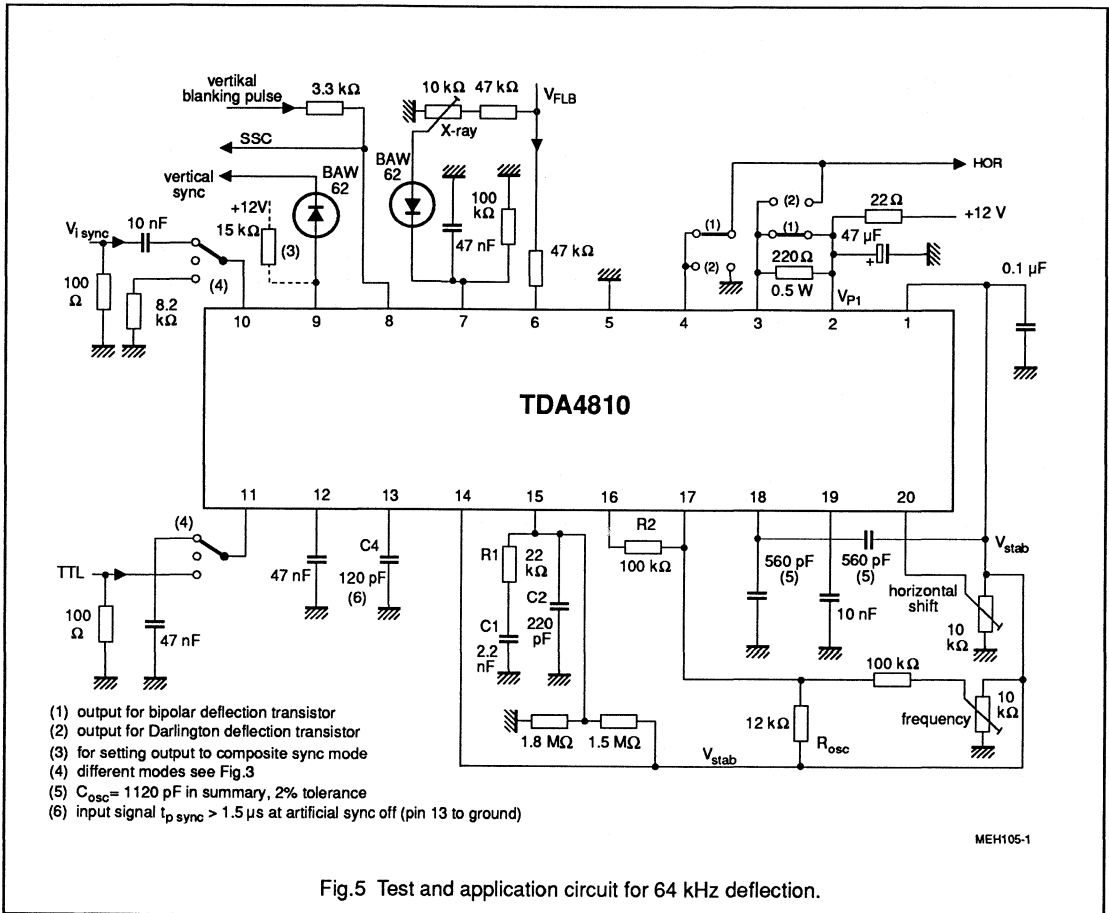 vertikal
blanking pulse
3.3 kΩ
SSC
vertical
sync
BAW
62
+12V
15 kΩ
(3)
V i sync
10 nF
100
Ω
8.2
kΩ
(4)
10 kΩ
47 kΩ
X-ray
V FLB
BAW
62
47 nF
100
kΩ
47 kΩ
HOR
(1)
(2)
(2)
(1)
22 Ω
+12 V
47 µF
+
220 Ω
0.5 W
V P1
0.1 µF
10
9
8
7
6
5
4
3
2
1
TDA4810
11
12
13
14
15
16
17
18
19
20
(4)
TTL
100
Ω
47 nF
47 nF
C4
120 pF
(6)
R1
22
kΩ
C1
2.2
nF
C2
220
pF
R2
100 kΩ
560 pF
(5)
560 pF
(5)
10 nF
V stab
horizontal
shift
10
kΩ
100 kΩ
frequency
10
kΩ
12 kΩ
R osc
1.8 MΩ
1.5 MΩ
V stab
(1) output for bipolar deflection transistor
(2) output for Darlington deflection transistor
(3) for setting output to composite sync mode
(4) different modes see Fig.3
(5) C osc= 1120 pF in summary, 2% tolerance
(6) input signal t p sync > 1.5 µs at artificial sync off (pin 13 to ground)
MEH105-1
Fig.5 Test and application circuit for 64 kHz deflection.